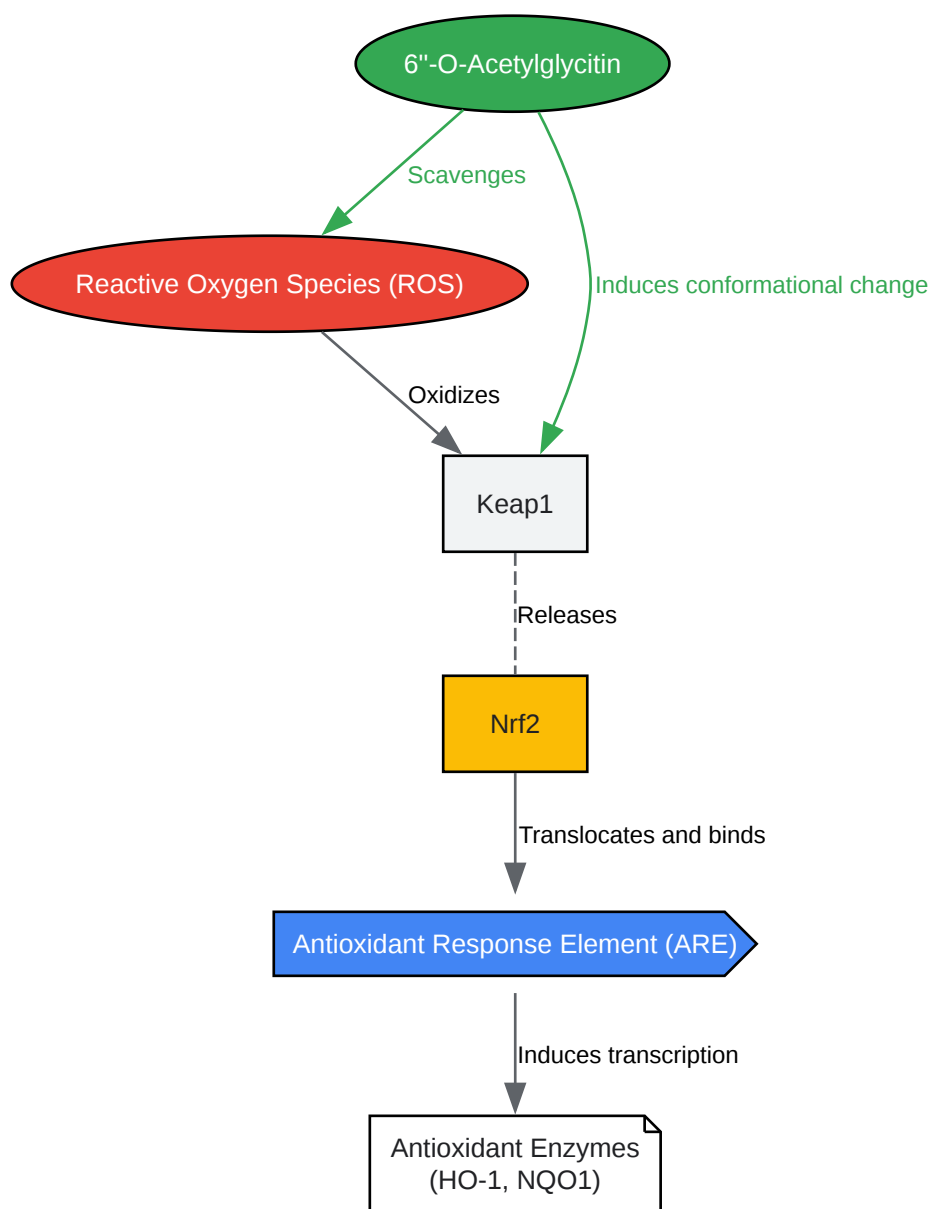 6"-O-Acetylglycitin
Scavenges
Reactive Oxygen Species (ROS)
Induces conformational change
Oxidizes
Keap1
Releases
Nrf2
Translocates and binds
Antioxidant Response Element (ARE)
Induces transcription
Antioxidant Enzymes
(HO-1, NQO1)